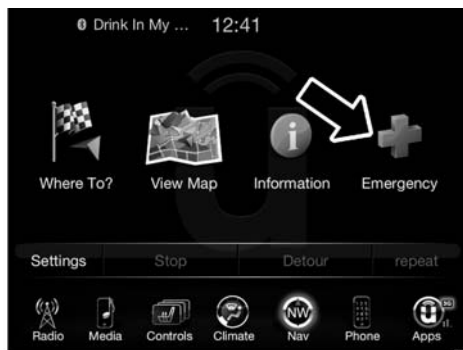 Drink In My ... 12:41
Where To? View Map Information Emergency
Settings Stop Detour repeat
NW
3G
Radio Media Controls Climate Nav Phone Apps